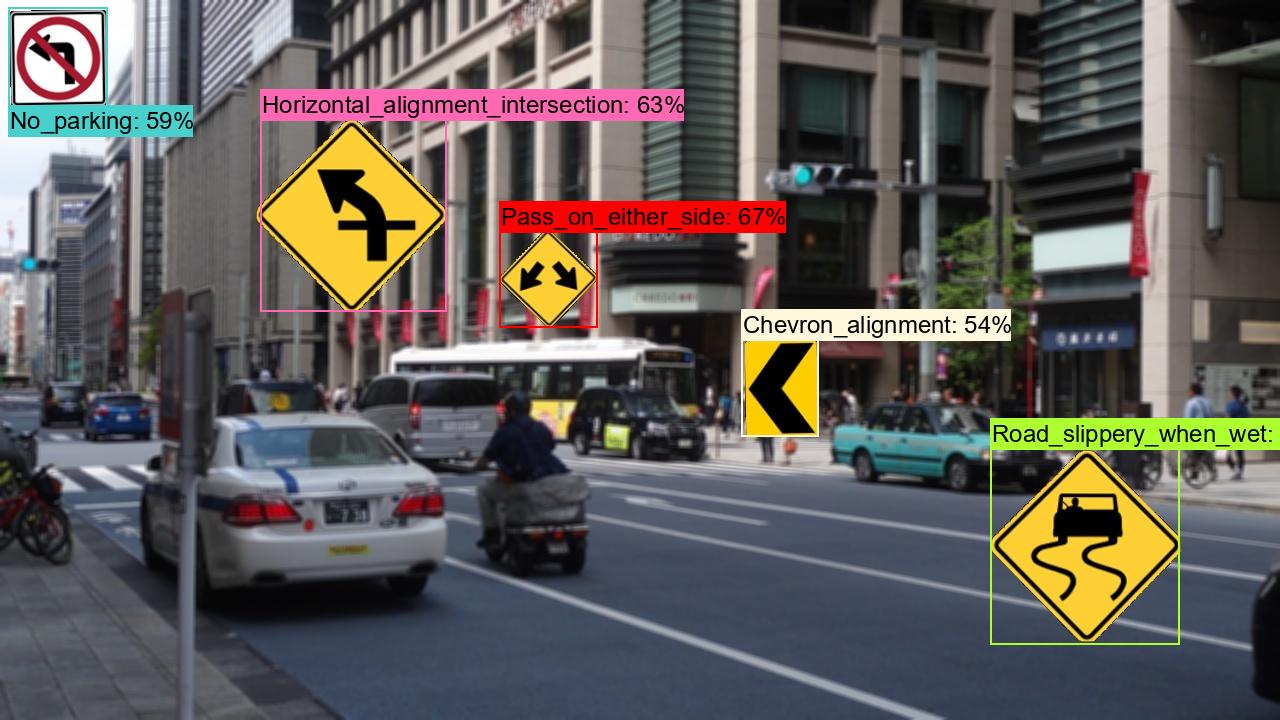 No_parking: 59%
Horizontal_alignment_intersection: 63%
Pass_on_either_side: 67%
Chevron_alignment: 54%
Road_slippery_when_wet: